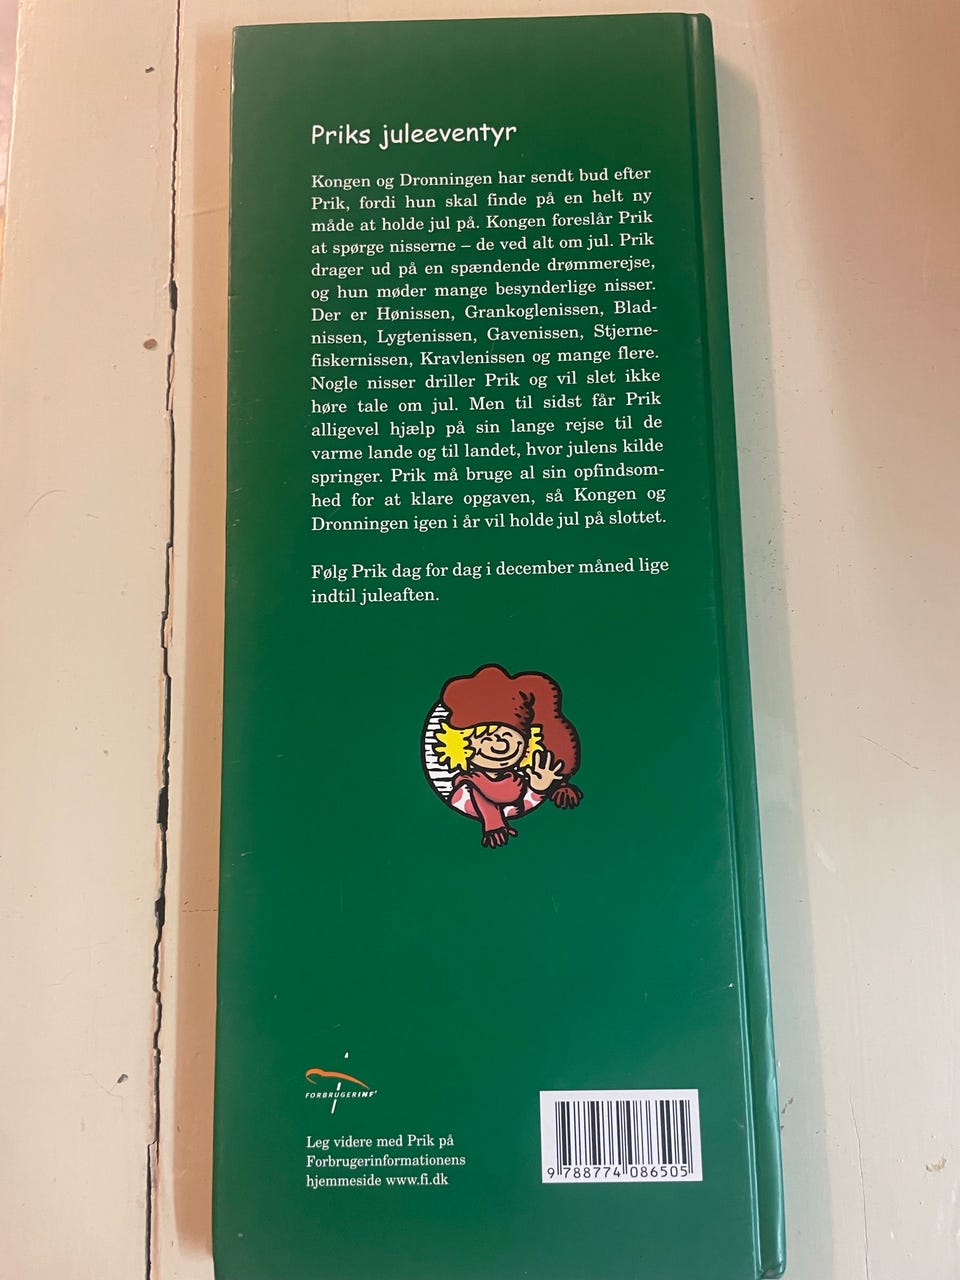 Priks juleeventyr
Kongen og Dronningen har sendt bud efter
Prik, fordi hun skal finde på en helt ny
måde at holde jul på. Kongen foreslår Prik
at spørge nisserne – de ved alt om jul. Prik
drager ud på en spændende drømmerejse,
og hun møder mange besynderlige nisser.
Der er Hønissen, Grankoglenissen, Blad-
nissen, Lygtenissen, Gavenissen, Stjerne-
fiskernissen, Kravlenissen og mange flere.
Nogle nisser driller Prik og vil slet ikke
høre tale om jul. Men til sidst får Prik
alligevel hjælp på sin lange rejse til de
varme lande og til landet, hvor julens kilde
springer. Prik må bruge al sin opfindsom-
hed for at klare opgaven, så Kongen og
Dronningen igen i år vil holde jul på slottet.
Følg Prik dag for dag i december måned lige
indtil juleaften.
FORBRUGERINF
Leg videre med Prik på
Forbrugerinformationens
hjemmeside www.fi.dk
9 788774 086505